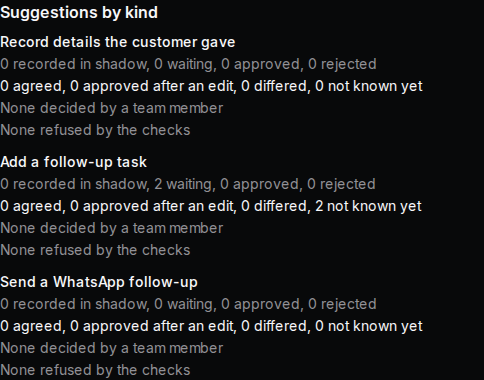 Suggestions by kind
Record details the customer gave
0 recorded in shadow, 0 waiting, 0 approved, 0 rejected
0 agreed, 0 approved after an edit, 0 differed, 0 not known yet
None decided by a team member
None refused by the checks
Add a follow-up task
0 recorded in shadow, 2 waiting, 0 approved, 0 rejected
0 agreed, 0 approved after an edit, 0 differed, 2 not known yet
None decided by a team member
None refused by the checks
Send a WhatsApp follow-up
0 recorded in shadow, 0 waiting, 0 approved, 0 rejected
0 agreed, 0 approved after an edit, 0 differed, 0 not known yet
None decided by a team member
None refused by the checks